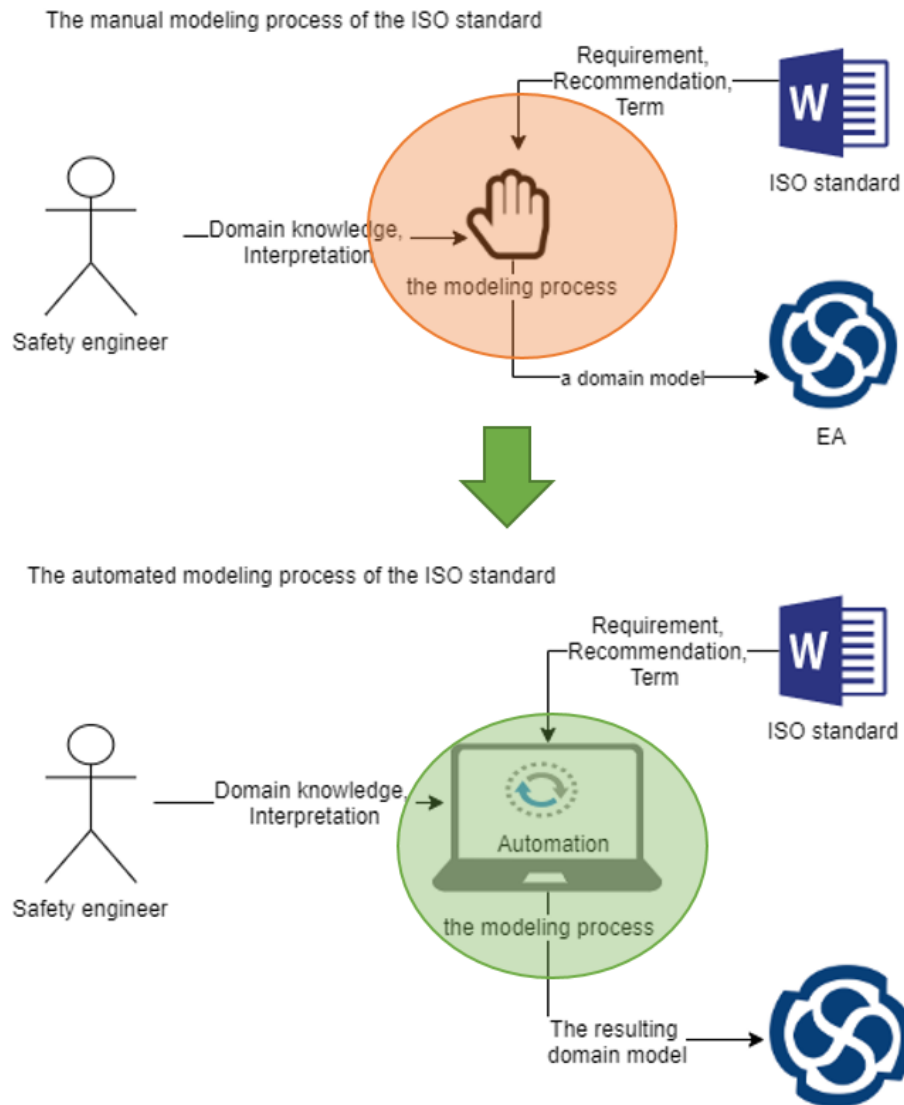 The manual modeling process of the ISO standard
Requirement,
Recommendation,
Term
W
ISO standard
Domain knowledge,
Interpretation
the modeling process
Safety engineer
a domain model
EA
The automated modeling process of the ISO standard
Requirement,
Recommendation,
Term
W
ISO standard
Domain knowledge,
Interpretation
Automation
Safety engineer
the modeling process
The resulting
domain model